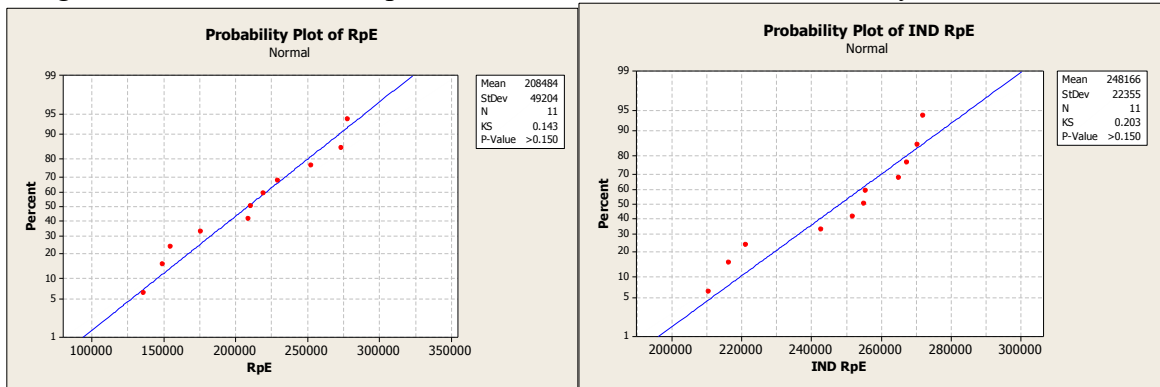 Probability Plot of RpE
Normal
Mean 208484
StDev 49204
N 11
KS 0.143
P-Value >0.150
99
95
90
80
70
60
50
40
30
20
10
5
1
Percent
100000 150000 200000 250000 300000 350000
RpE
Probability Plot of IND RpE
Normal
Mean 248166
StDev 22355
N 11
KS 0.203
P-Value >0.150
99
95
90
80
70
60
50
40
30
20
10
5
1
Percent
200000 220000 240000 260000 280000 300000
IND RpE